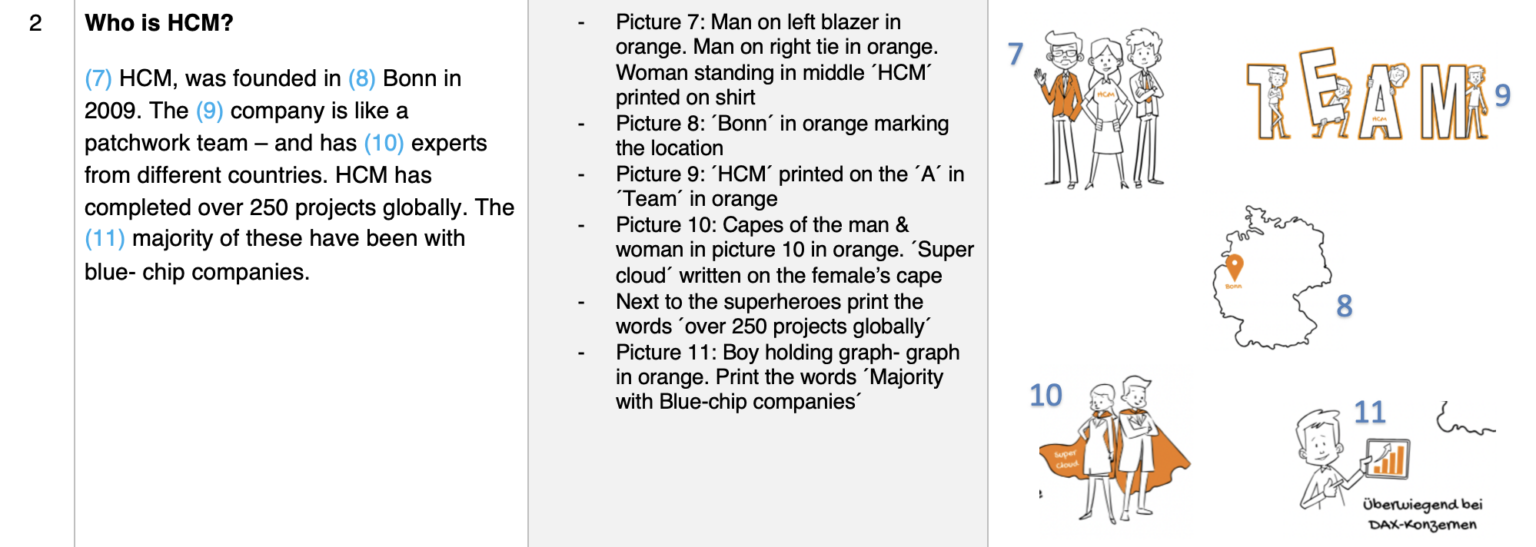 2
Who is HCM?
(7) HCM, was founded in (8) Bonn in
2009. The (9) company is like a
patchwork team – and has (10) experts
from different countries. HCM has
completed over 250 projects globally. The
(11) majority of these have been with
blue- chip companies.
- Picture 7: Man on left blazer in
orange. Man on right tie in orange.
Woman standing in middle ´HCM´
printed on shirt
- Picture 8: ´Bonn´ in orange marking
the location
- Picture 9: ´HCM´ printed on the ´A´ in
´Team´ in orange
- Picture 10: Capes of the man &
woman in picture 10 in orange. ´Super
cloud´ written on the female’s cape
- Next to the superheroes print the
words ´over 250 projects globally´
- Picture 11: Boy holding graph- graph
in orange. Print the words ´Majority
with Blue-chip companies´
7
HCM
TEAM
HCM
9
Bonn
8
10
Super
Cloud
11
Überwiegend bei
DAX-Konzernen